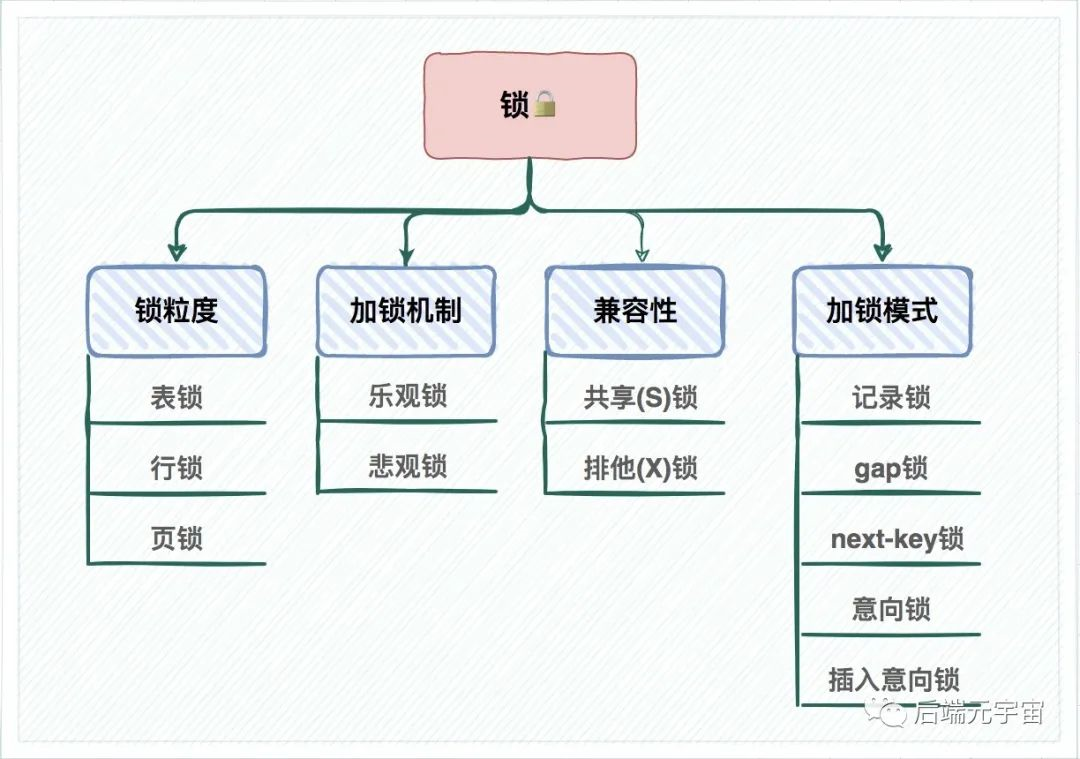 锁🔒
锁粒度
表锁
行锁
页锁
加锁机制
乐观锁
悲观锁
兼容性
共享(S)锁
排他(X)锁
加锁模式
记录锁
gap锁
next-key锁
意向锁
插入意向锁
后端元宇宙